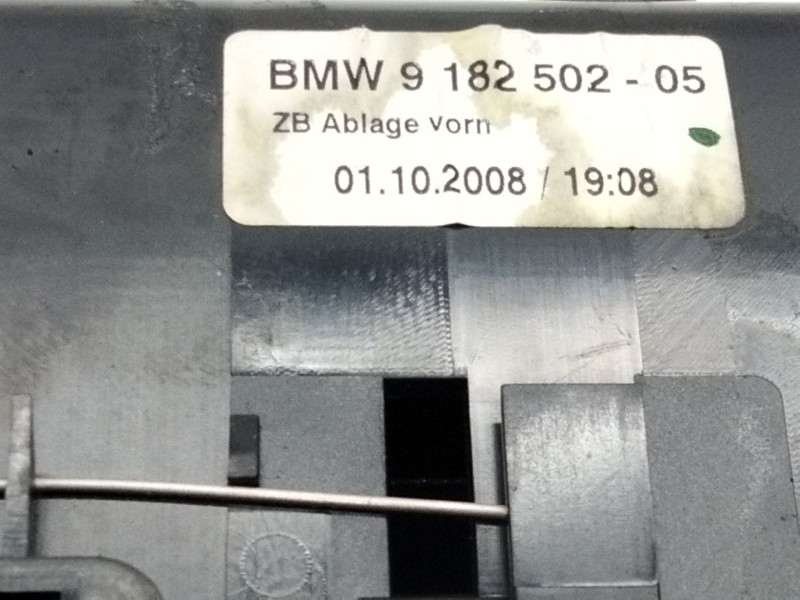 BMW 9 182 502 - 05
ZB Ablage vorn
01.10.2008 / 19:08